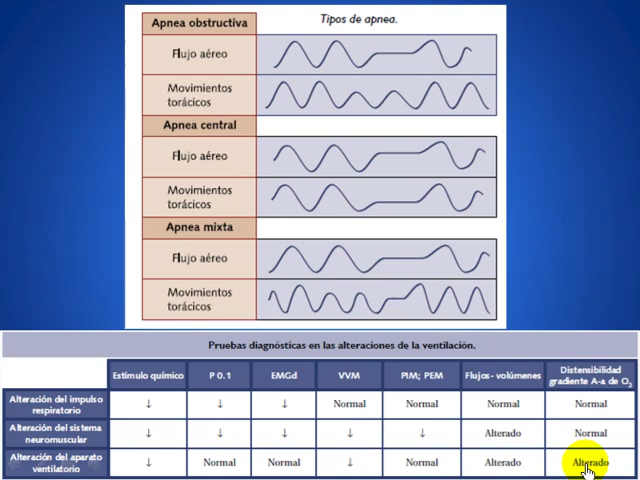 Tipos de apnea.
Apnea obstructiva
Flujo aéreo
Movimientos
torácicos
Apnea central
Flujo aéreo
Movimientos
torácicos
Apnea mixta
Flujo aéreo
Movimientos
torácicos
Pruebas diagnósticas en las alteraciones de la ventilación.
Estímulo químico P 0.1 EMGd VVM PIM; PEM Flujos - volúmenes Distensibilidad
gradiente A-a de O2
Alteración del impulso
respiratorio
↓ ↓ ↓ Normal Normal Normal Normal
Alteración del sistema
neuromuscular
↓ ↓ ↓ ↓ ↓ Alterado Normal
Alteración del aparato
ventilatorio
↓ Normal Normal ↓ Normal Alterado Alterado